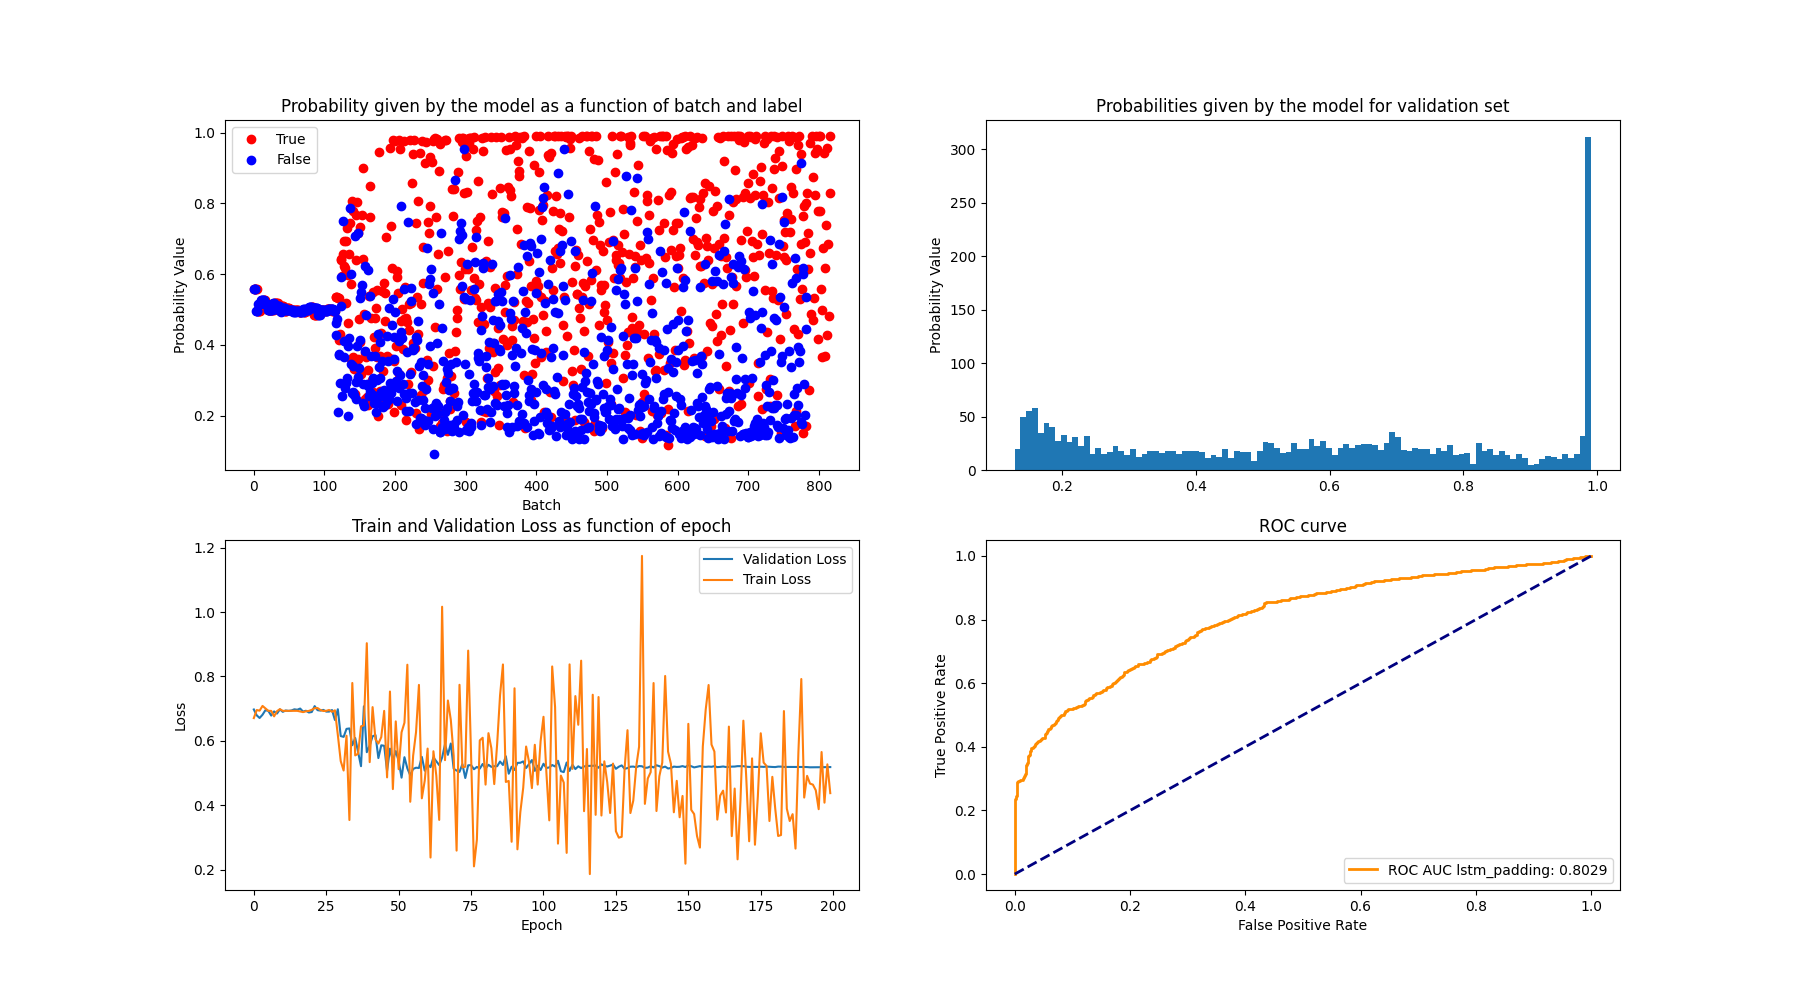 Probability given by the model as a function of batch and label
True
False
1.0
0.8
0.6
0.4
0.2
Probability Value
0 100 200 300 400 500 600 700 800
Batch
Probabilities given by the model for validation set
300
250
200
150
100
50
0
Probability Value
0.2 0.4 0.6 0.8 1.0
Train and Validation Loss as function of epoch
Validation Loss
Train Loss
1.2
1.0
0.8
0.6
0.4
0.2
Loss
0 25 50 75 100 125 150 175 200
Epoch
ROC curve
1.0
0.8
0.6
0.4
0.2
0.0
True Positive Rate
ROC AUC lstm_padding: 0.8029
0.0 0.2 0.4 0.6 0.8 1.0
False Positive Rate